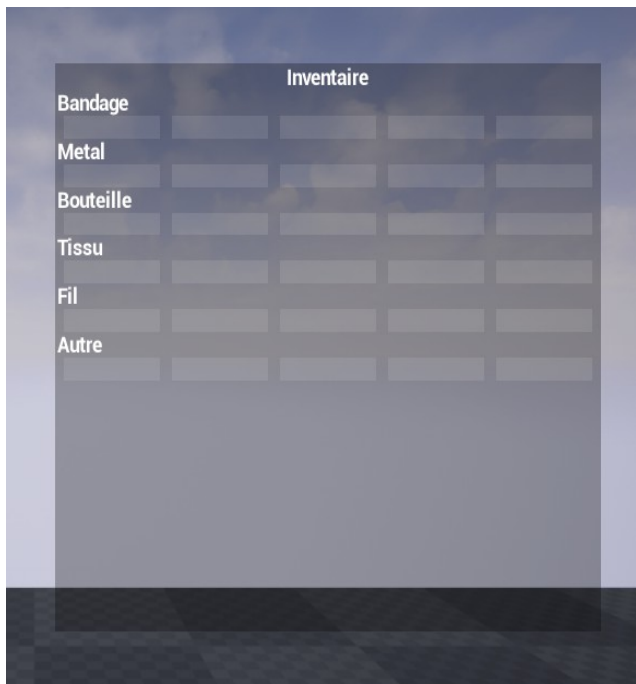 Inventaire
Bandage
Metal
Bouteille
Tissu
Fil
Autre